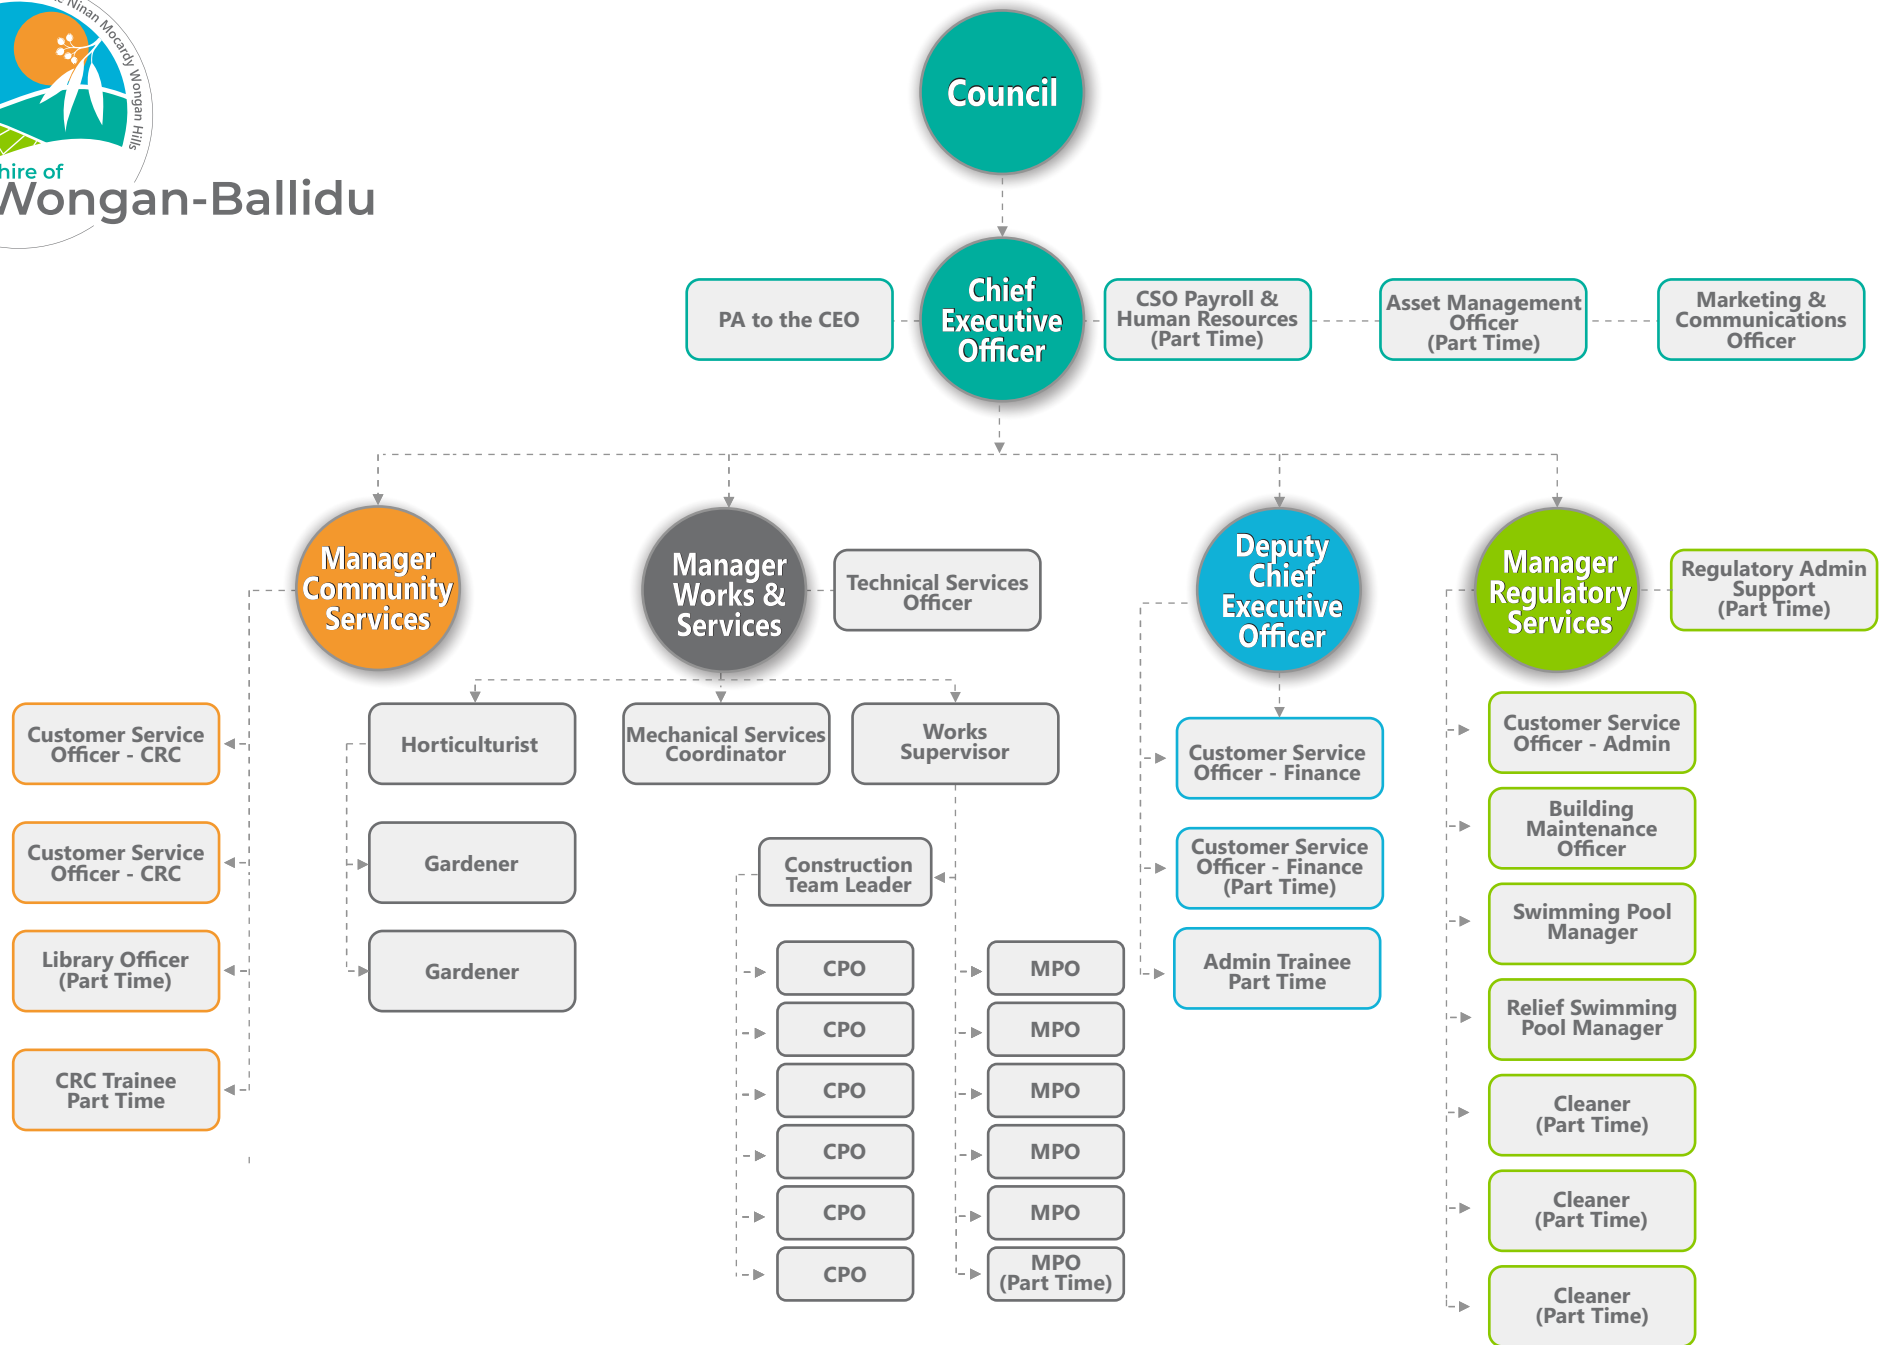 Ninan Mocardy Wongan Hills
hire of
Wongan-Ballidu
Council
Chief
Executive
Officer
PA to the CEO
CSO Payroll &
Human Resources
(Part Time)
Asset Management
Officer
(Part Time)
Marketing &
Communications
Officer
Manager
Community
Services
Manager
Works &
Services
Technical Services
Officer
Deputy
Chief
Executive
Officer
Manager
Regulatory
Services
Regulatory Admin
Support
(Part Time)
Customer Service
Officer - CRC
Customer Service
Officer - CRC
Library Officer
(Part Time)
CRC Trainee
Part Time
Horticulturist
Gardener
Gardener
Mechanical Services
Coordinator
Works
Supervisor
Construction
Team Leader
CPO
CPO
CPO
CPO
CPO
CPO
MPO
MPO
MPO
MPO
MPO
MPO
(Part Time)
Customer Service
Officer - Finance
Customer Service
Officer - Finance
(Part Time)
Admin Trainee
Part Time
Customer Service
Officer - Admin
Building
Maintenance
Officer
Swimming Pool
Manager
Relief Swimming
Pool Manager
Cleaner
(Part Time)
Cleaner
(Part Time)
Cleaner
(Part Time)